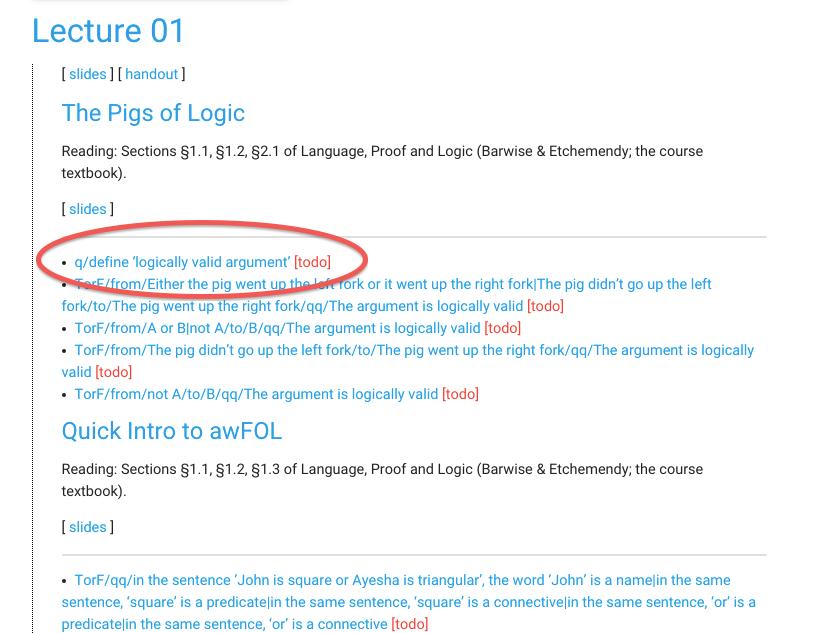 Lecture 01
[ slides ] [ handout ]
The Pigs of Logic
Reading: Sections §1.1, §1.2, §2.1 of Language, Proof and Logic (Barwise & Etchemendy; the course
textbook).
[ slides ]
• q/define ‘logically valid argument’ [todo]
• TorF/from/Either the pig went up the left fork or it went up the right fork|The pig didn’t go up the left
fork/to/The pig went up the right fork/qq/The argument is logically valid [todo]
• TorF/from/A or B|not A/to/B/qq/The argument is logically valid [todo]
• TorF/from/The pig didn’t go up the left fork/to/The pig went up the right fork/qq/The argument is logically
valid [todo]
• TorF/from/not A/to/B/qq/The argument is logically valid [todo]
Quick Intro to awFOL
Reading: Sections §1.1, §1.2, §1.3 of Language, Proof and Logic (Barwise & Etchemendy; the course
textbook).
[ slides ]
• TorF/qq/in the sentence ‘John is square or Ayesha is triangular’, the word ‘John’ is a name|in the same
sentence, ‘square’ is a predicate|in the same sentence, ‘square’ is a connective|in the same sentence, ‘or’ is a
predicate|in the same sentence, ‘or’ is a connective [todo]